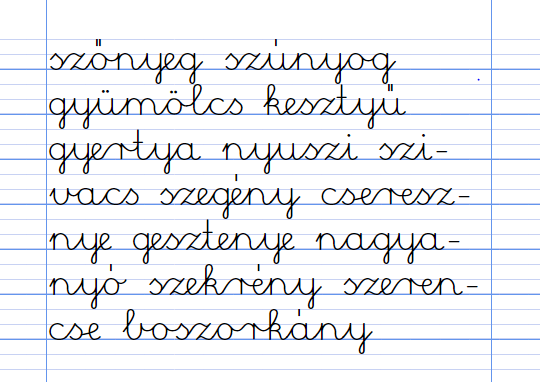 szőnyeg szúnyog
gyümölcs kesztyű
gyertya nyuszi szi-
vacs szegény cseresz-
nye gesztenye nagya-
nyó szekrény szeren-
cse boszorkány